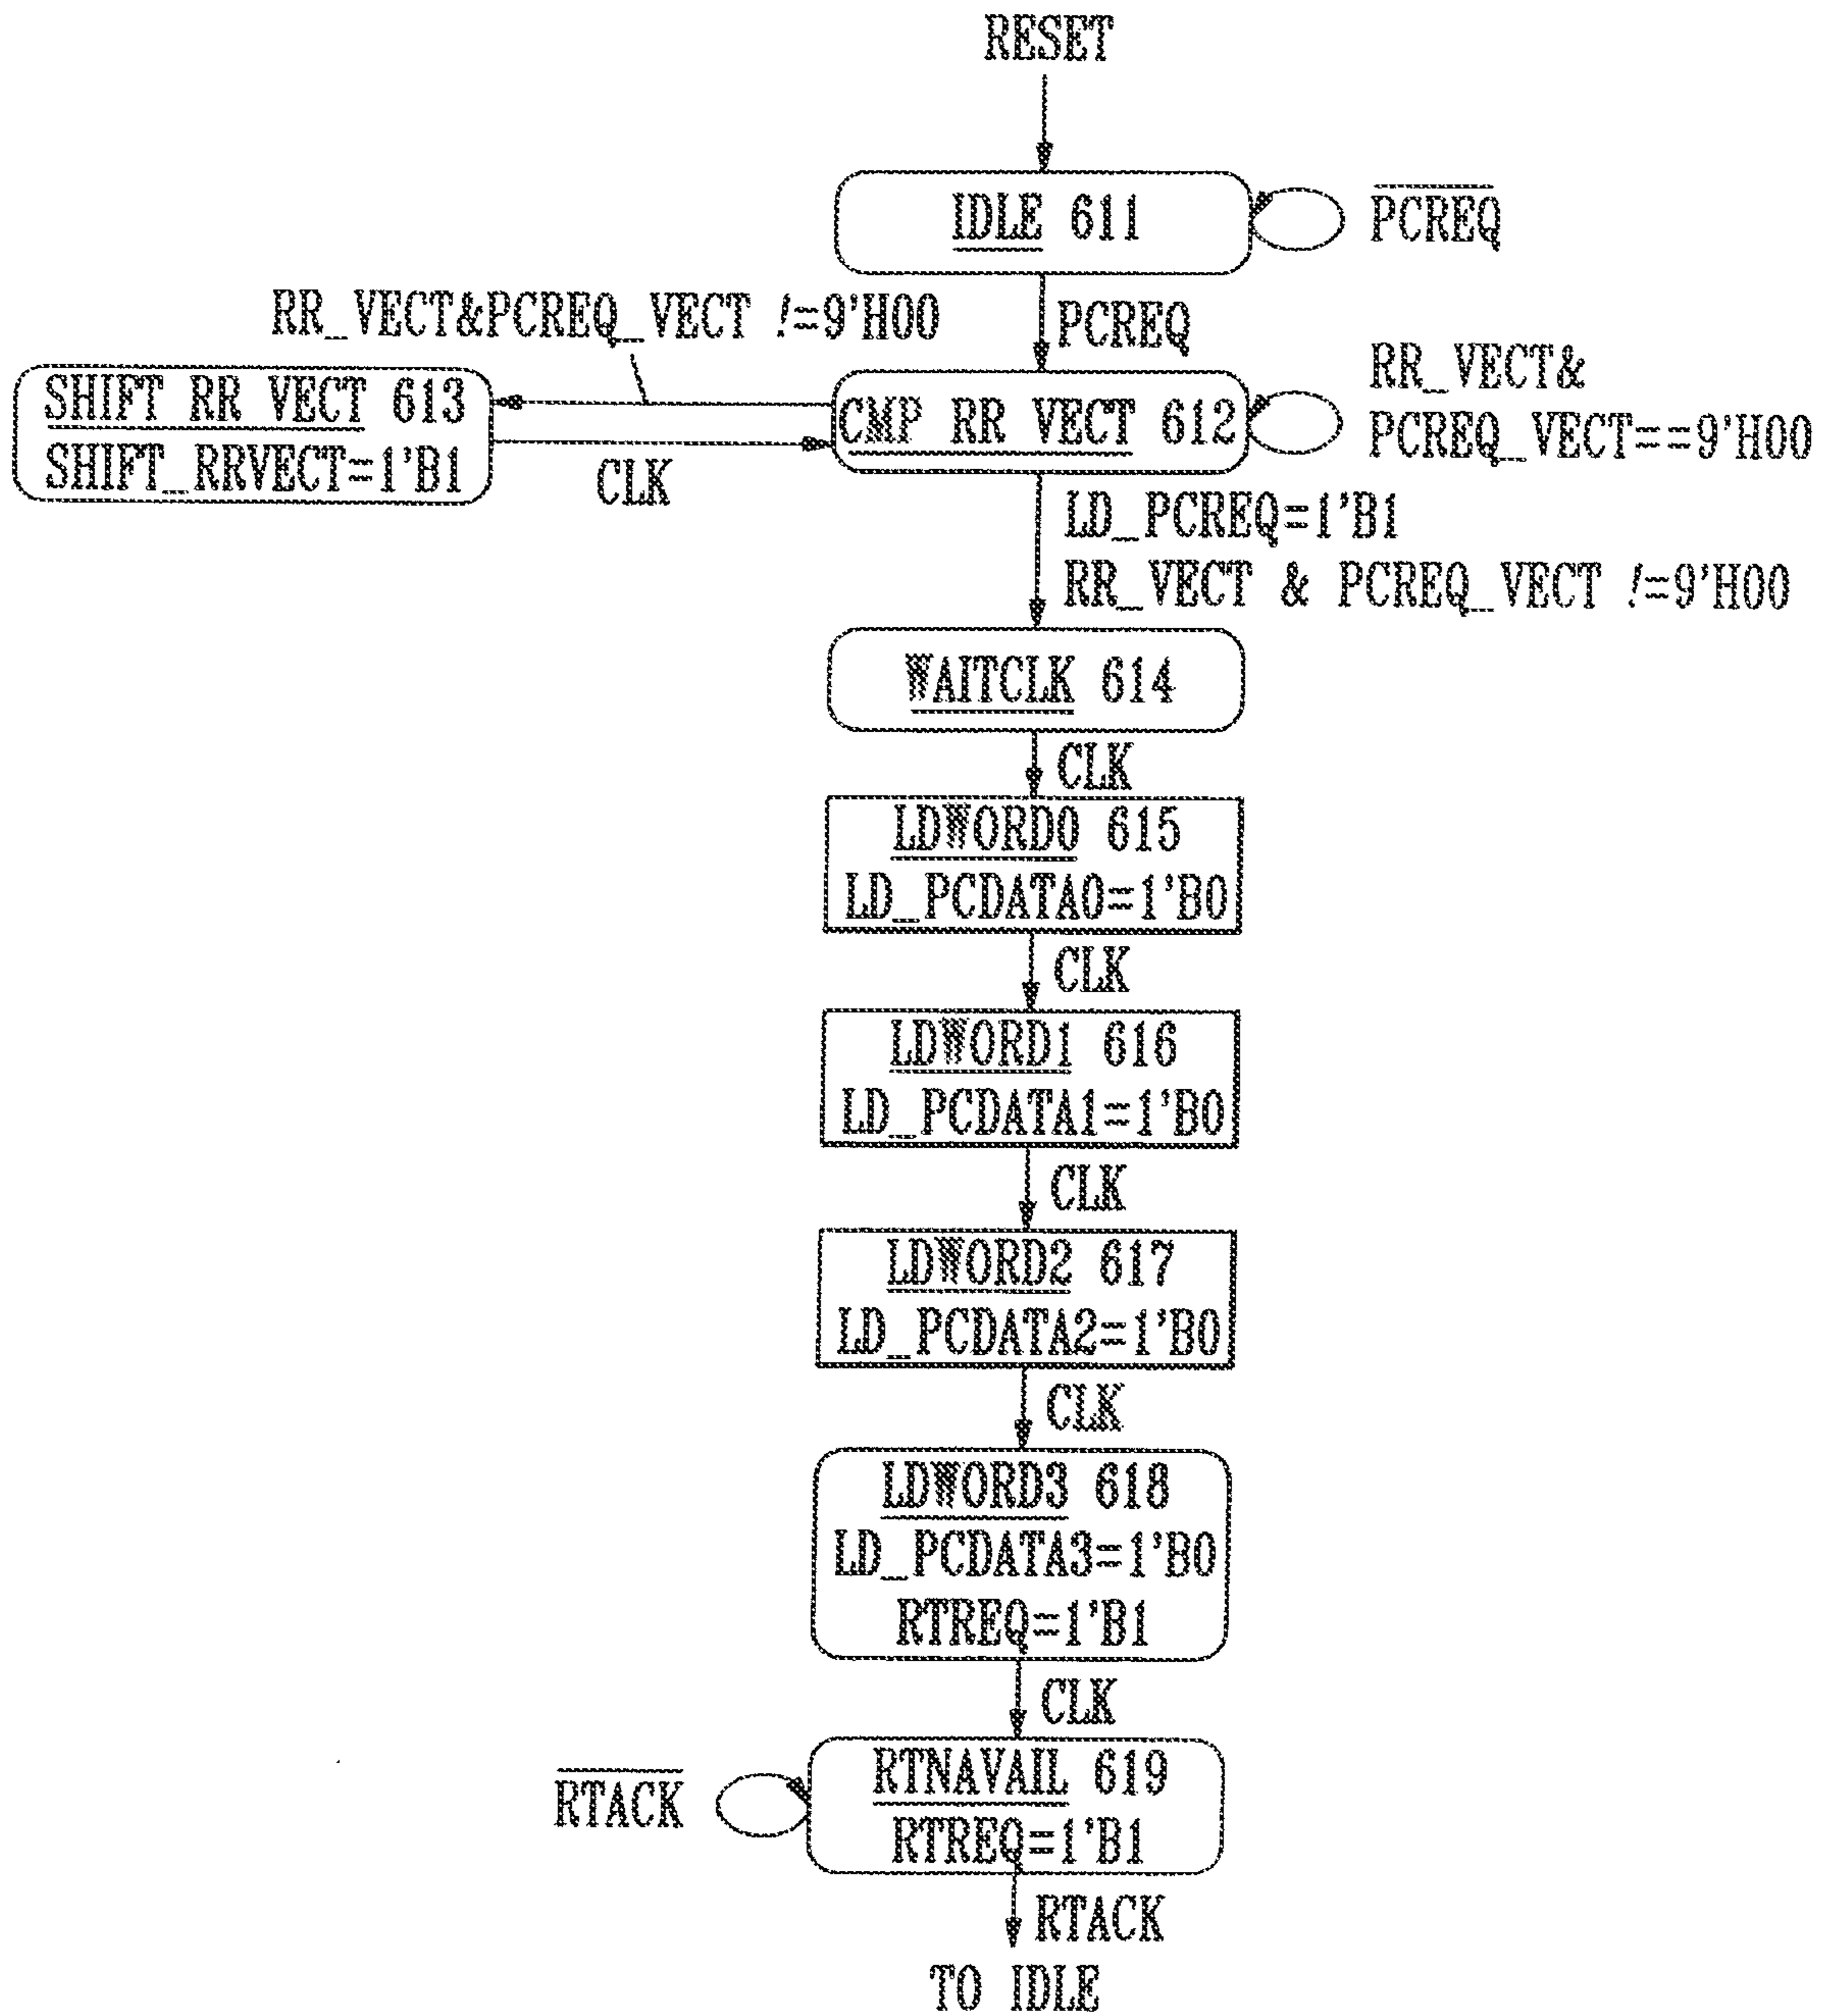 RESET
IDLE 611
PCREQ
PCREQ
RR_VECT&PCREQ_VECT !=9'H00
SHIFT RR VECT 613
SHIFT_RRVECT=1'B1
CLK
CMP RR VECT 612
RR_VECT&
PCREQ_VECT==9'H00
LD_PCREQ=1'B1
RR_VECT & PCREQ_VECT !=9'H00
WAITCLK 614
CLK
LDWORD0 615
LD_PCDATA0=1'B0
CLK
LDWORD1 616
LD_PCDATA1=1'B0
CLK
LDWORD2 617
LD_PCDATA2=1'B0
CLK
LDWORD3 618
LD_PCDATA3=1'B0
RTREQ=1'B1
CLK
RTACK
RTNAVAIL 619
RTREQ=1'B1
RTACK
TO IDLE